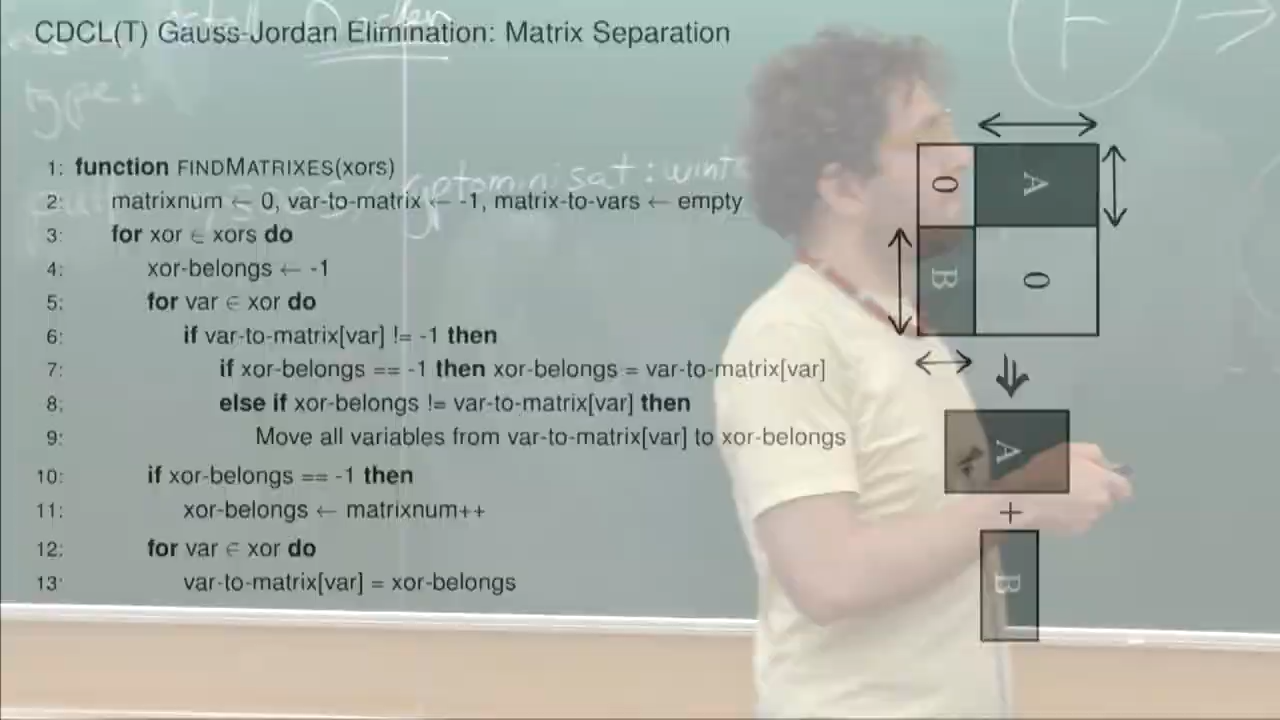 CDCL(T) Gauss-Jordan Elimination: Matrix Separation
type:
cryptominisat:
1: function FINDMATRIXES(xors)
2: matrixnum ← 0, var-to-matrix ← -1, matrix-to-vars ← empty
3: for xor ∈ xors do
4: xor-belongs ← -1
5: for var ∈ xor do
6: if var-to-matrix[var] != -1 then
7: if xor-belongs == -1 then xor-belongs = var-to-matrix[var]
8: else if xor-belongs != var-to-matrix[var] then
9: Move all variables from var-to-matrix[var] to xor-belongs
10: if xor-belongs == -1 then
11: xor-belongs ← matrixnum++
12: for var ∈ xor do
13: var-to-matrix[var] = xor-belongs
0 A
B 0
⇓
A
+
B